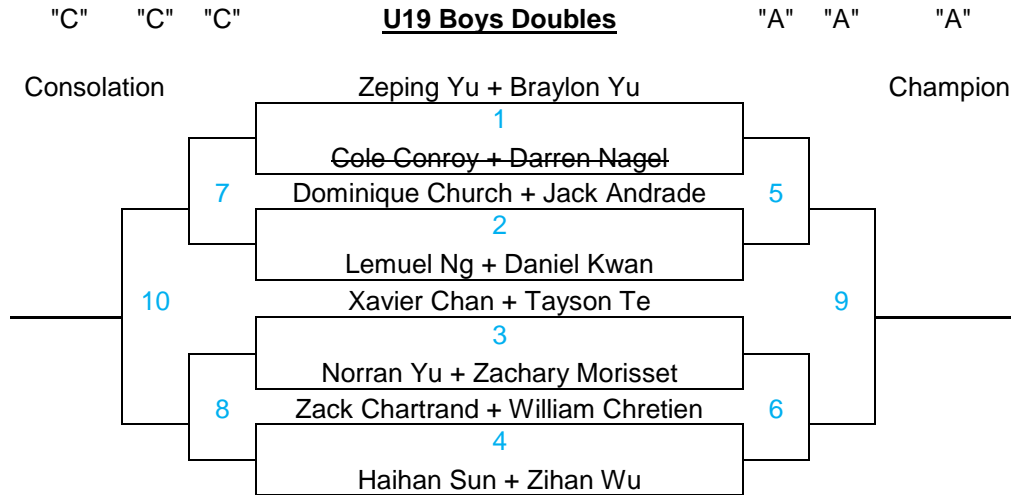 "C" "C" "C" U19 Boys Doubles "A" "A" "A"
Consolation Zeping Yu + Braylon Yu Champion
1
Cole Conroy + Darren Nagel
7 Dominique Church + Jack Andrade 5
2
Lemuel Ng + Daniel Kwan
10 Xavier Chan + Tayson Te 9
3
Norran Yu + Zachary Morisset
8 Zack Chartrand + William Chretien 6
4
Haihan Sun + Zihan Wu